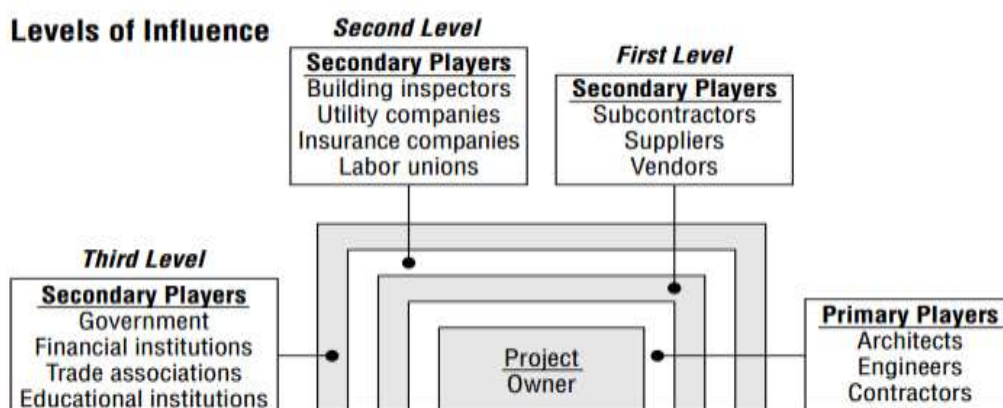 Levels of Influence
Second Level
Secondary Players
Building inspectors
Utility companies
Insurance companies
Labor unions
First Level
Secondary Players
Subcontractors
Suppliers
Vendors
Third Level
Secondary Players
Government
Financial institutions
Trade associations
Educational institutions
Project
Owner
Primary Players
Architects
Engineers
Contractors